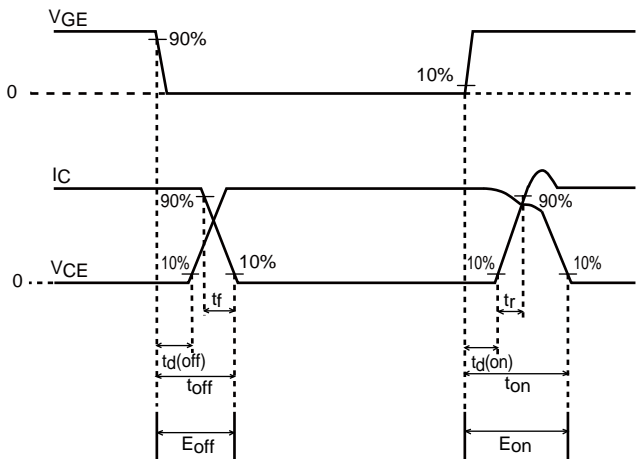 VGE
90%
10%
0
IC
90%
90%
10%
10%
10%
10%
VCE
0
tf
tr
td(off)
td(on)
toff
ton
Eoff
Eon